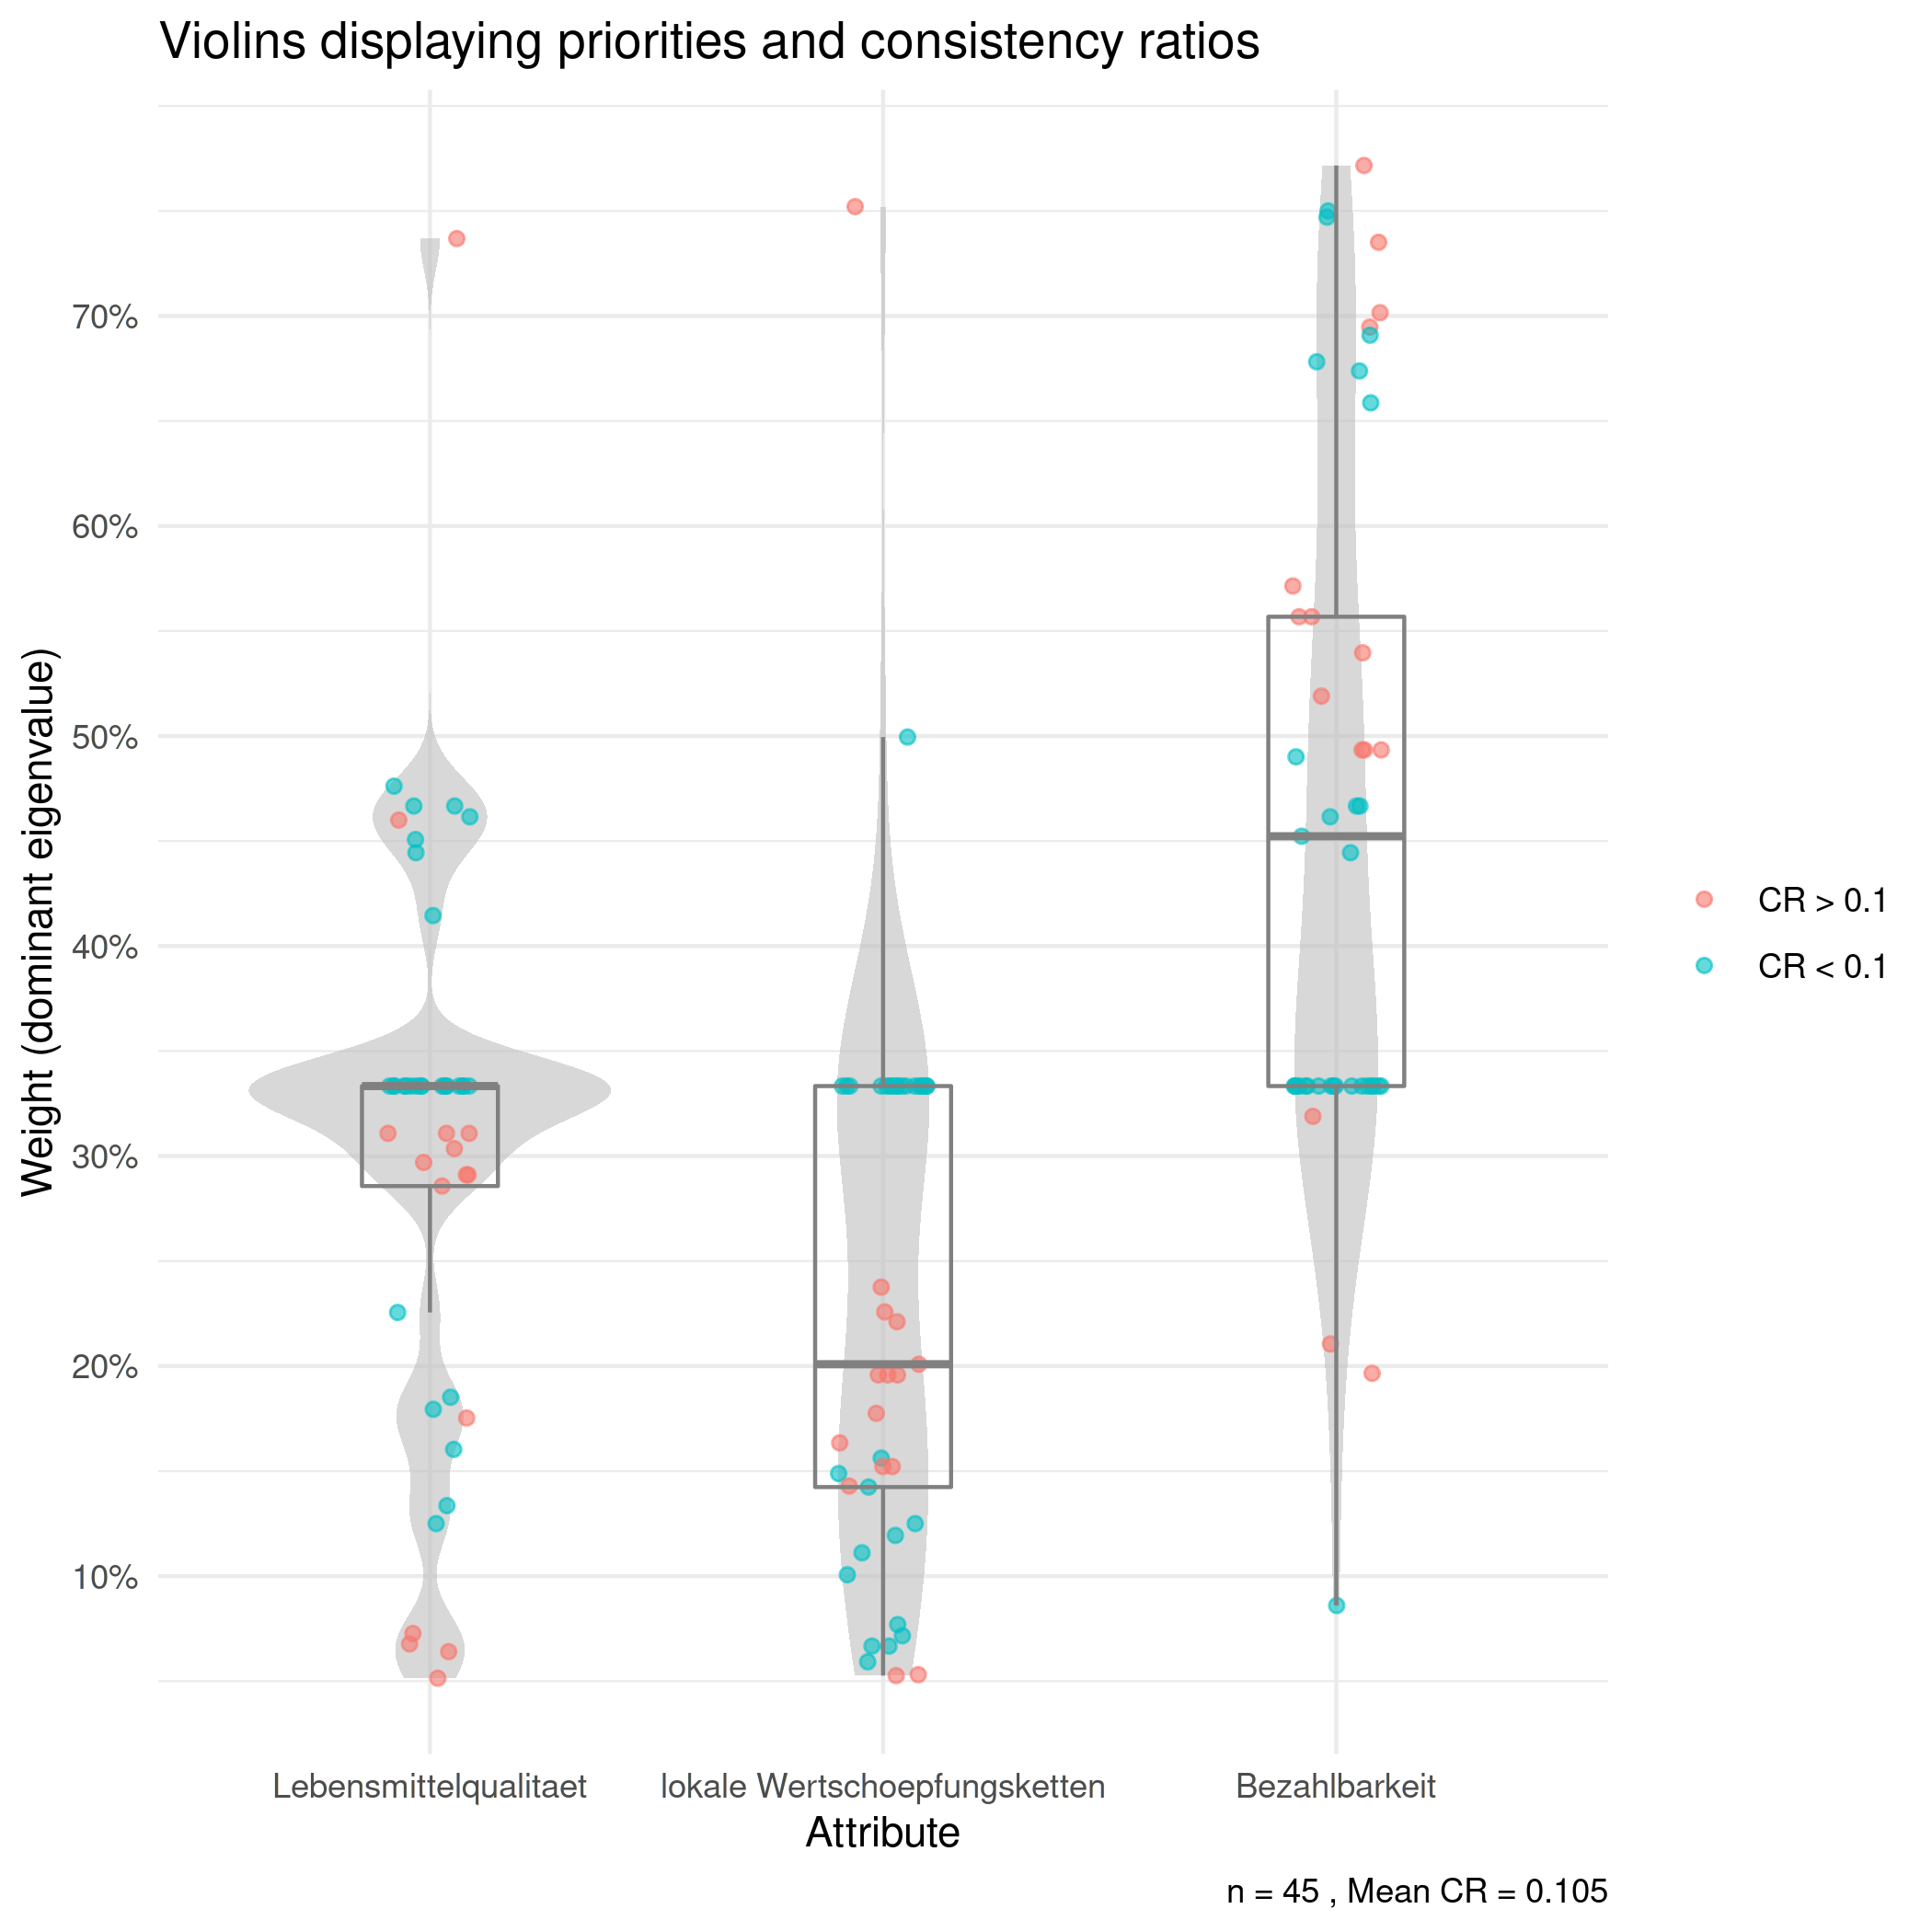 Violins displaying priorities and consistency ratios
Weight (dominant eigenvalue)
70%
60%
50%
40%
30%
20%
10%
CR > 0.1
CR < 0.1
Lebensmittelqualitaet
lokale Wertschoepfungsketten
Bezahlbarkeit
Attribute
n = 45 , Mean CR = 0.105